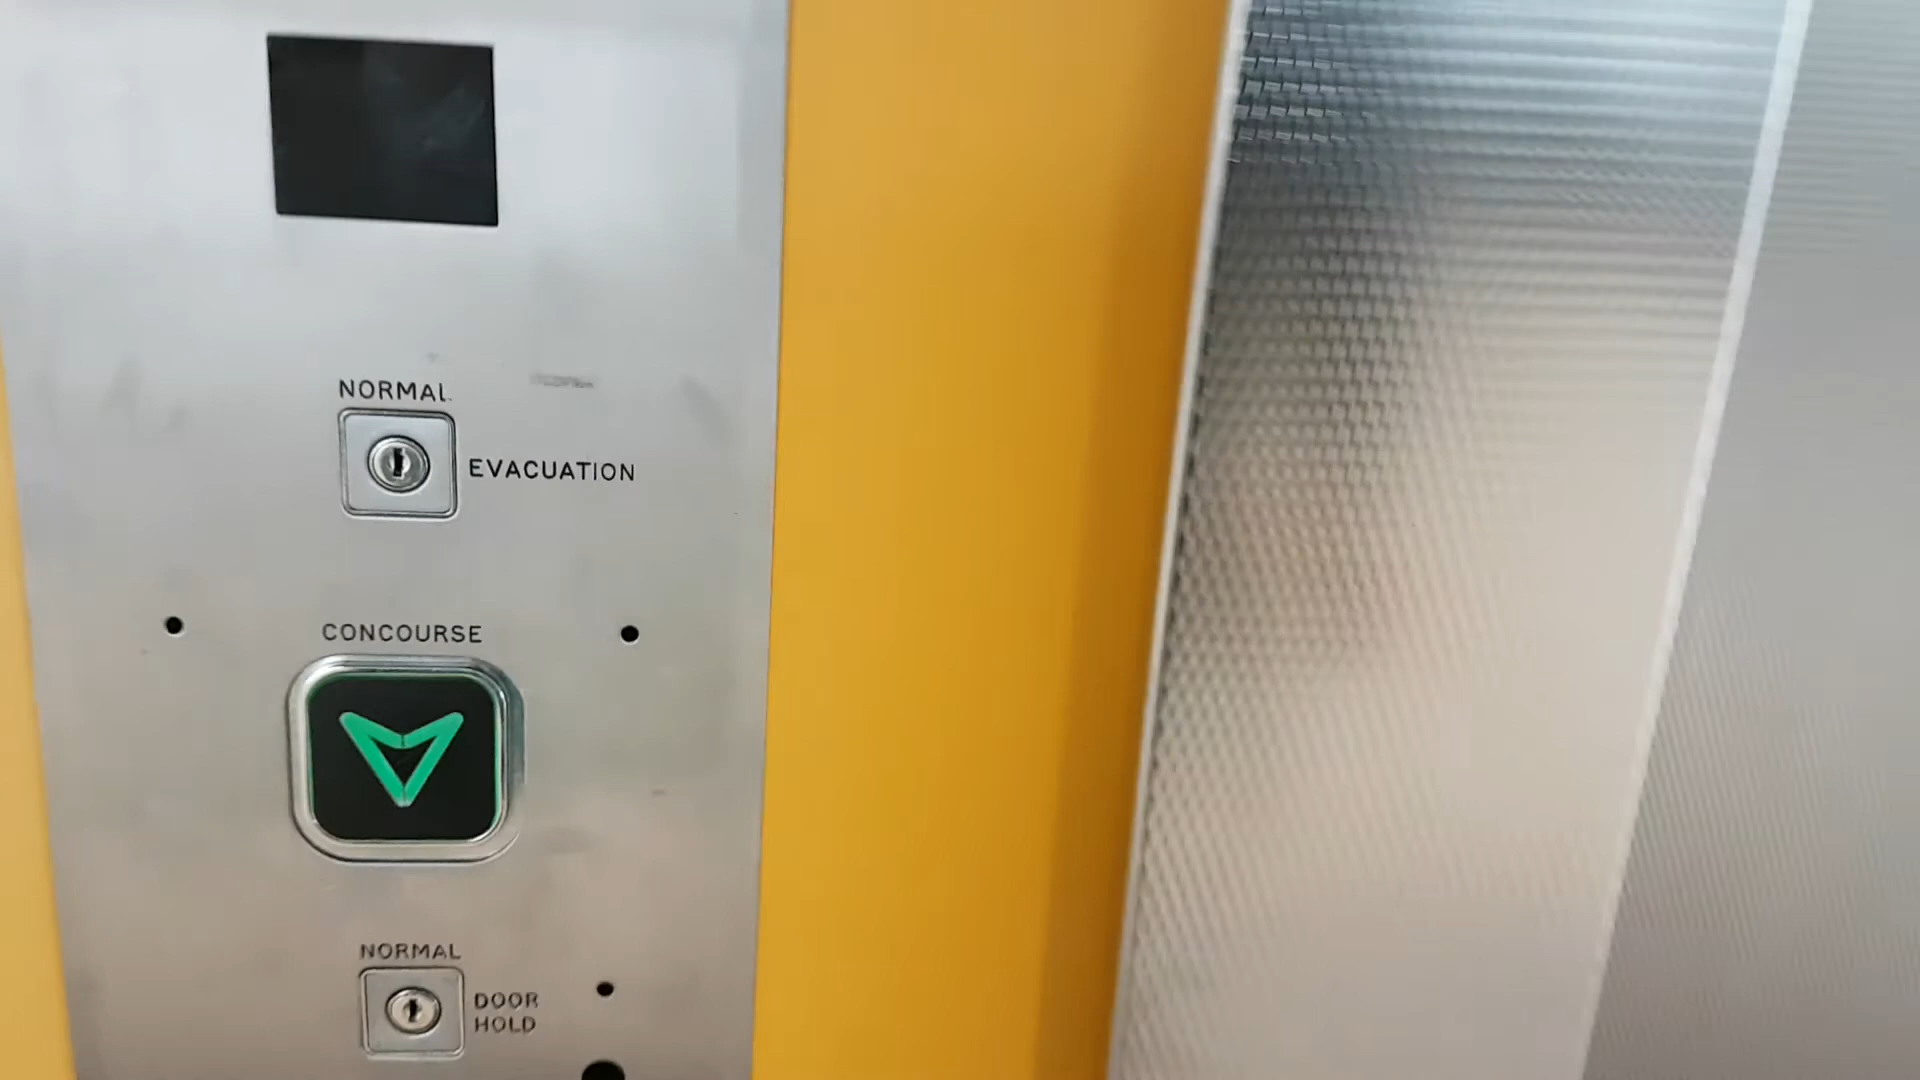 NORMAL
EVACUATION
CONCOURSE
NORMAL
DOOR
HOLD